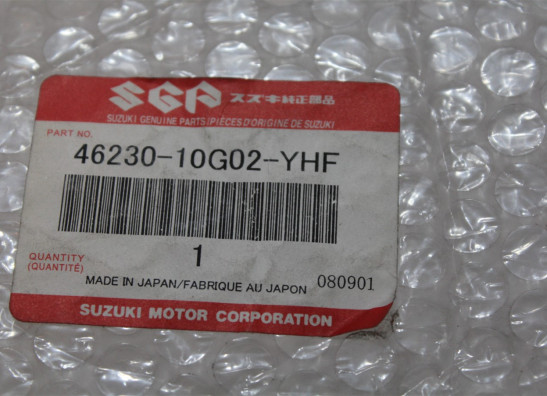 SGP スズキ純正部品
SUZUKI GENUINE PARTS/PIÈCES D'ORIGINE DE SUZUKI
PART NO.
46230-10G02-YHF
QUANTITY
(QUANTITÉ)
1
MADE IN JAPAN/FABRIQUE AU JAPON 080901
SUZUKI MOTOR CORPORATION